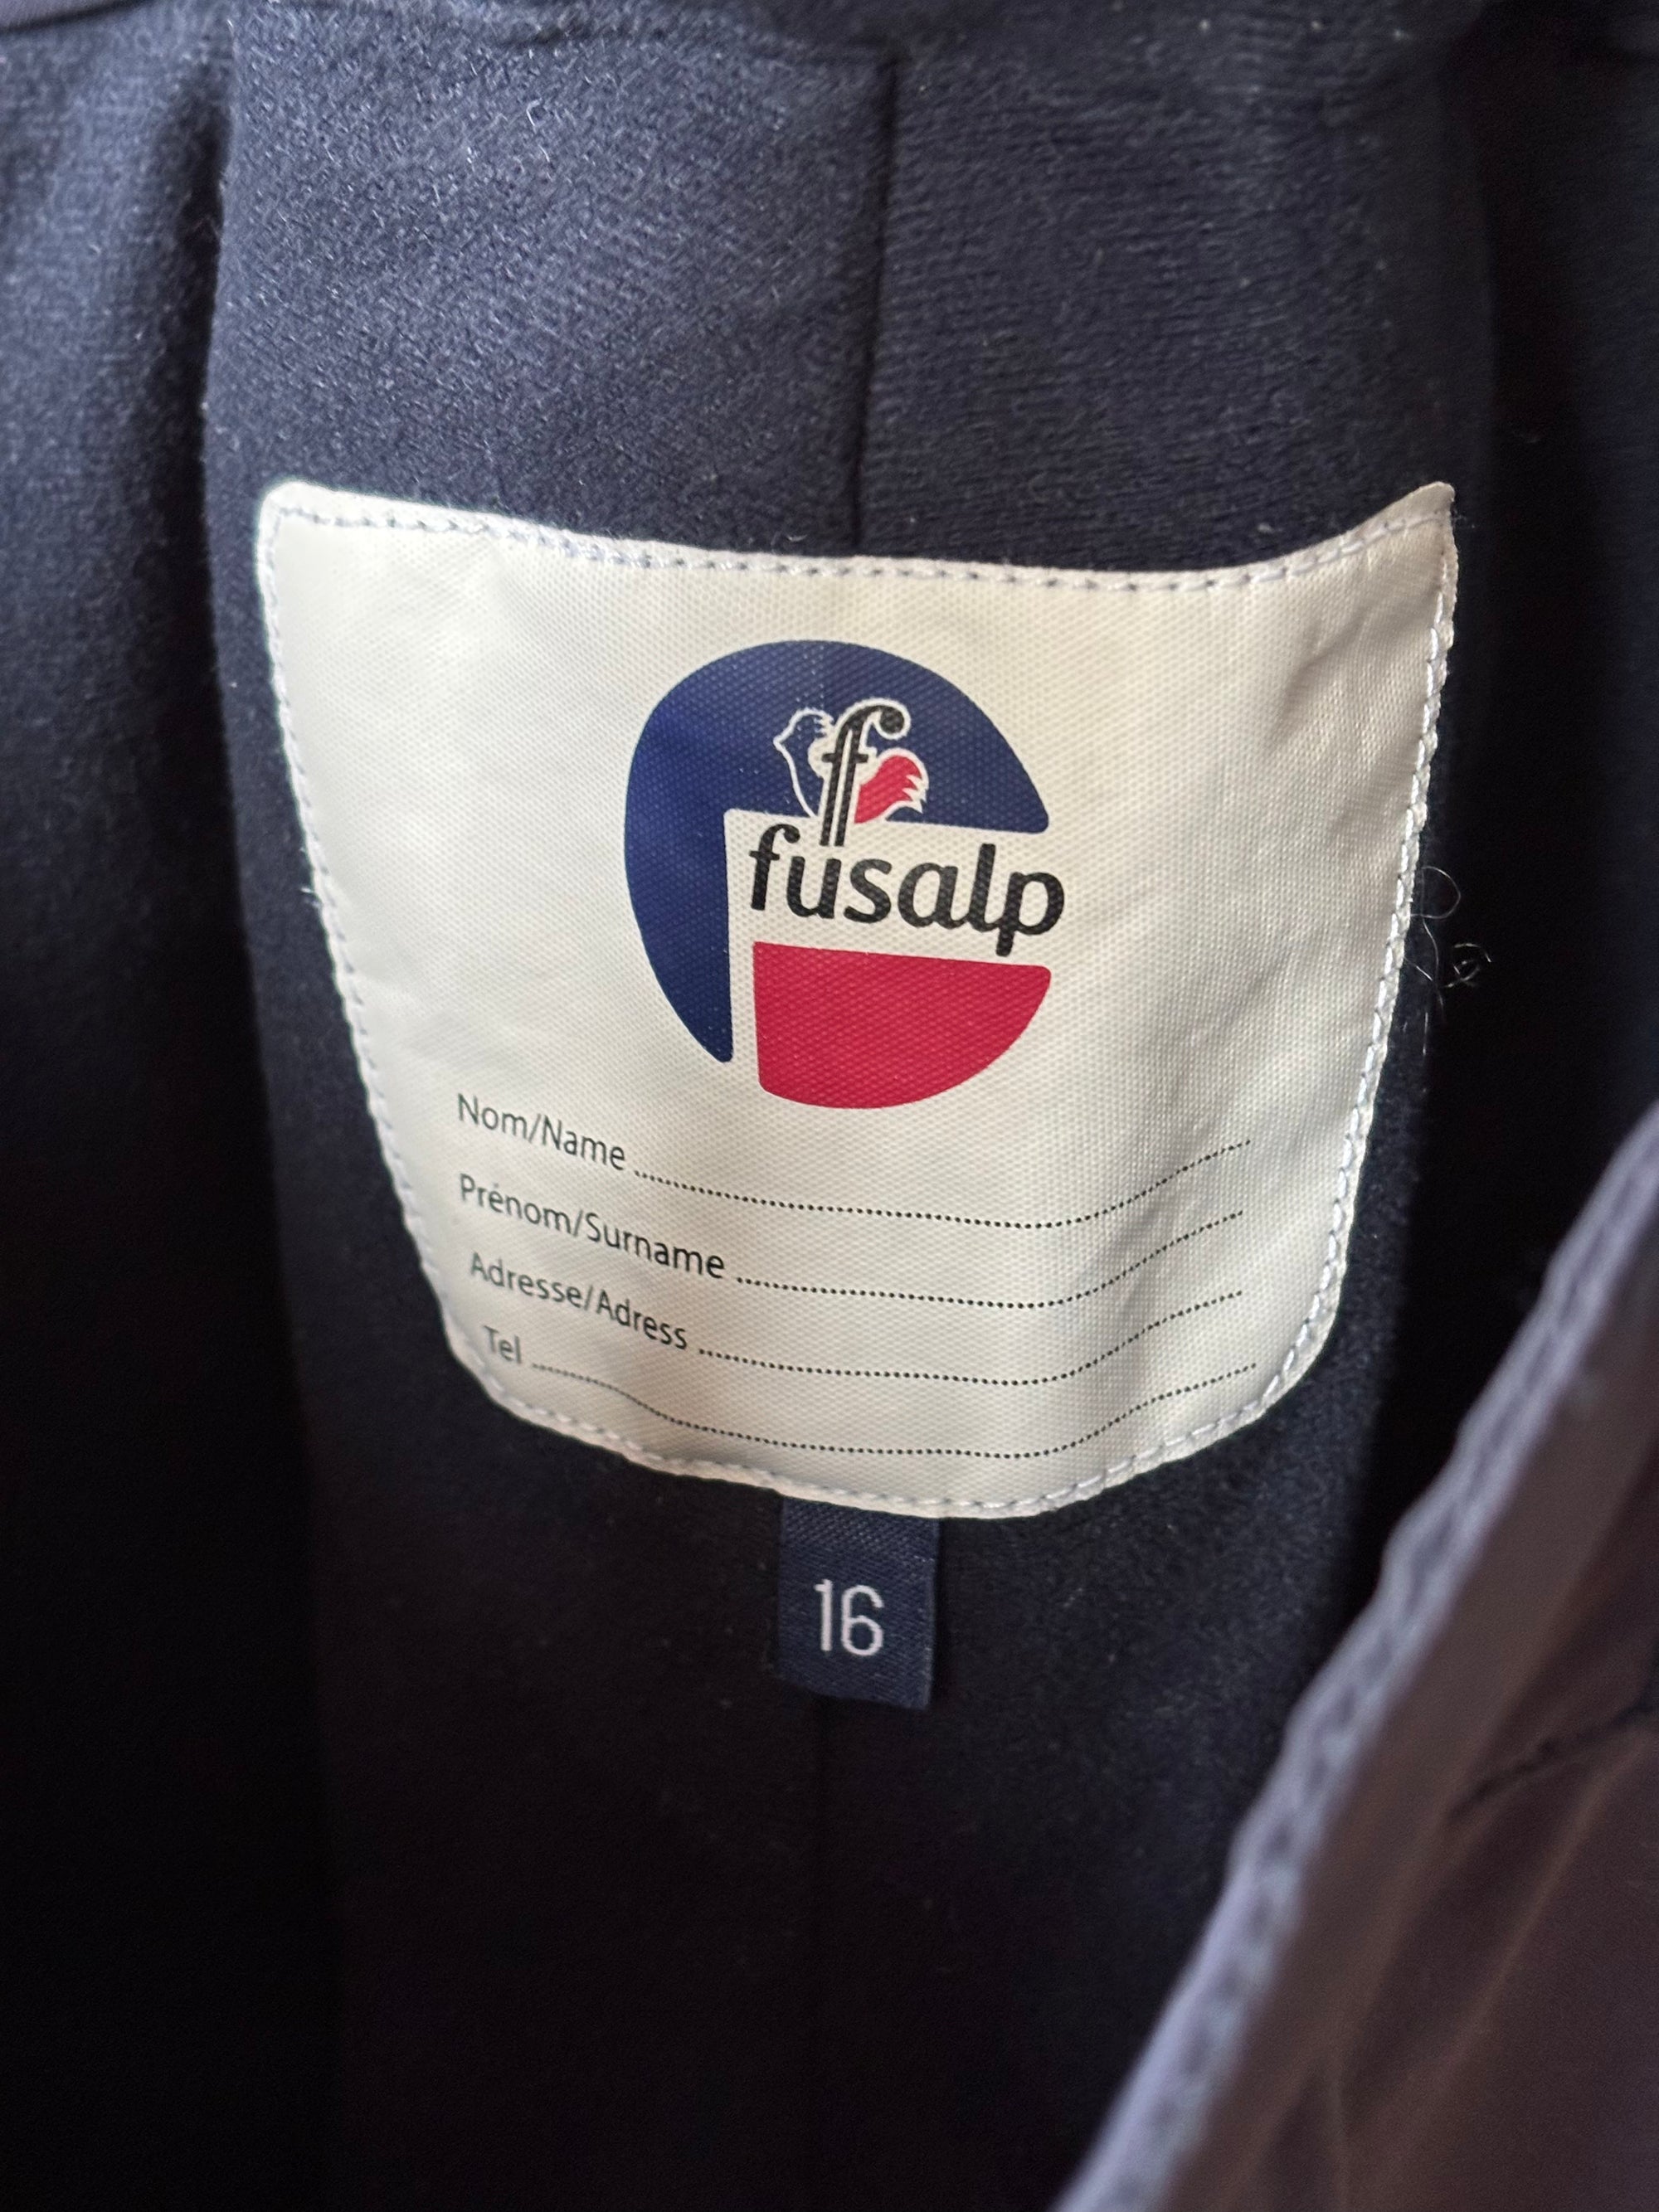 f
fusalp
Nom/Name
Prénom/Surname
Adresse/Adress
Tel
16